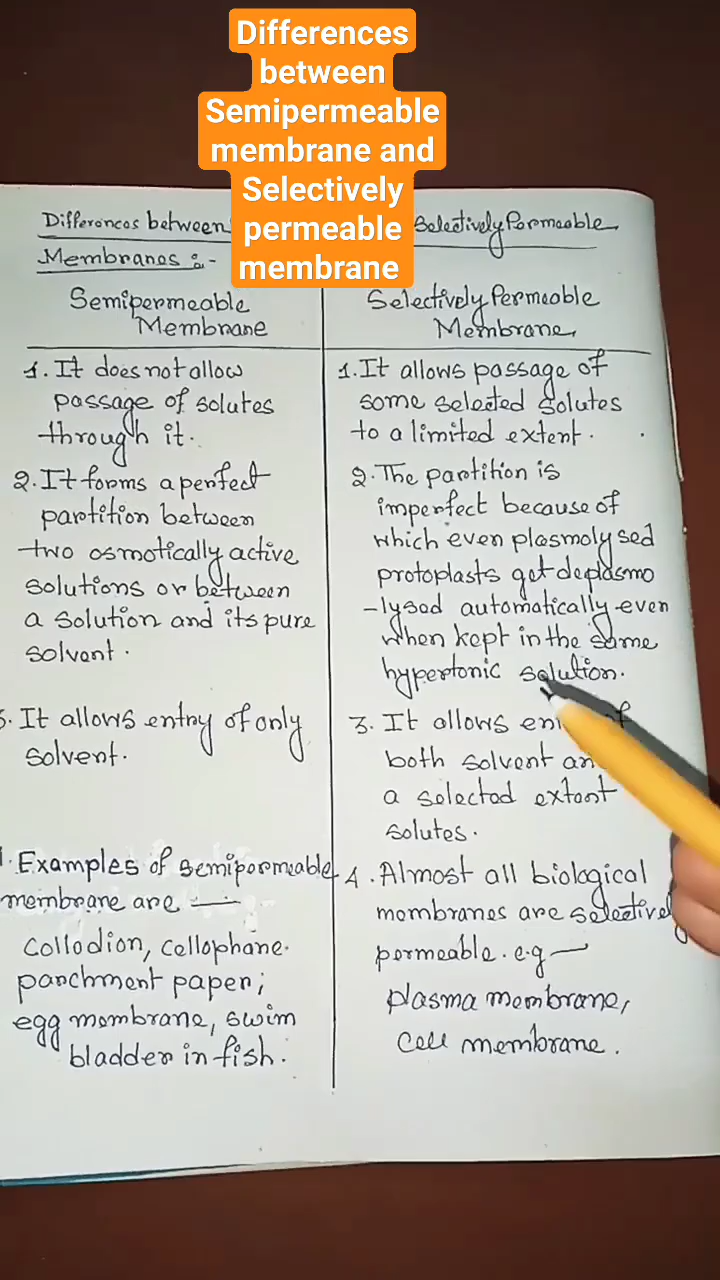 Differences
between
Semipermeable
membrane and
Selectively
permeable
membrane
Differences between Selectively Permeable
Membranes :-
Semipermeable
Membrane
1. It does not allow
passage of solutes
through it.
2. It forms a perfect
partition between
two osmotically active
solutions or between
a solution and its pure
solvent.
3. It allows entry of only
solvent.
Examples of semipermeable
membrane are —
collodion, cellophane.
parchment paper;
egg membrane, swim
bladder in fish.
Selectively Permeable
Membrane,
1. It allows passage of
some selected solutes
to a limited extent.
2. The partition is
imperfect because of
which even plasmolysed
protoplasts get deplasmo
-lysed automatically even
when kept in the same
hypertonic solution.
3. It allows of
both solvent
a selected extent
solutes.
4. Almost all biological
membranes are
permeable. e.g —
plasma membrane,
cell membrane.